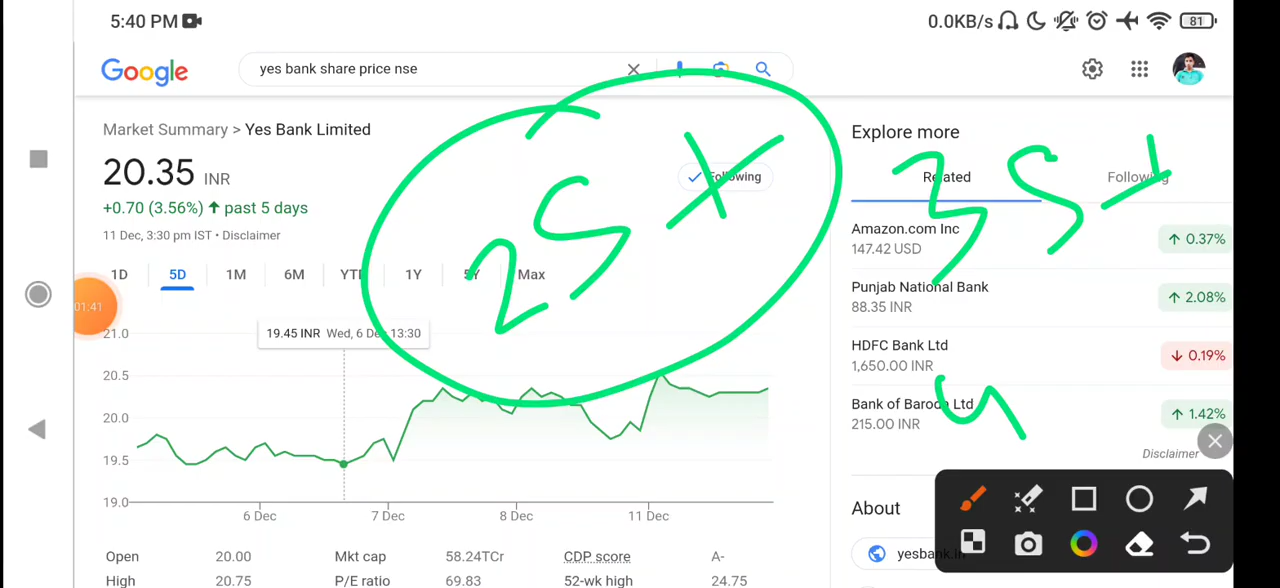 5:40 PM
0.0KB/s
81
Google
yes bank share price nse
Market Summary > Yes Bank Limited
20.35 INR
+0.70 (3.56%) ↑ past 5 days
11 Dec, 3:30 pm IST • Disclaimer
Following
25 X
1D 5D 1M 6M YTD 1Y 5Y Max
01:41
19.45 INR Wed, 6 Dec 13:30
21.0
20.5
20.0
19.5
19.0
6 Dec 7 Dec 8 Dec 11 Dec
Open 20.00 Mkt cap 58.24TCr CDP score A-
High 20.75 P/E ratio 69.83 52-wk high 24.75
Explore more
Related Following
35
Amazon.com Inc
147.42 USD
↑ 0.37%
Punjab National Bank
88.35 INR
↑ 2.08%
HDFC Bank Ltd
1,650.00 INR
↓ 0.19%
Bank of Baroda Ltd
215.00 INR
↑ 1.42%
Disclaimer
About
yesbank.in